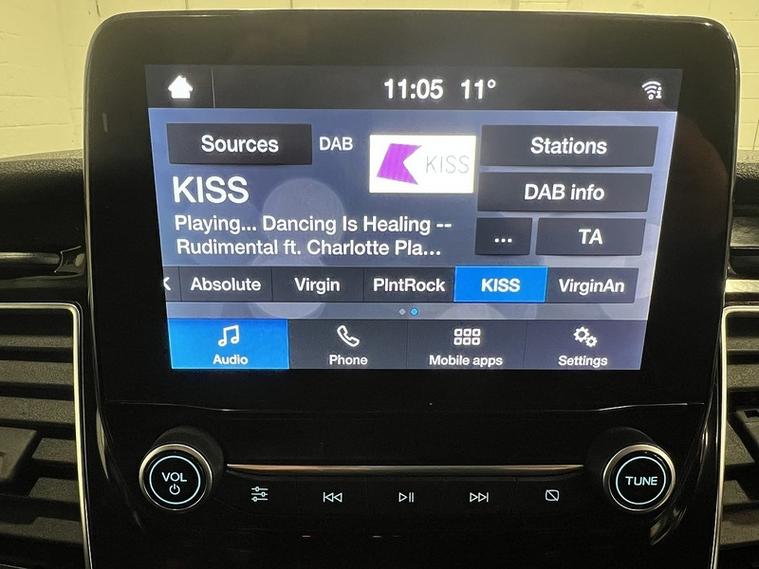 11:05 11°
Sources DAB KISS Stations
KISS
DAB info
Playing... Dancing Is Healing --
Rudimental ft. Charlotte Pla...
... TA
Absolute Virgin PlntRock KISS VirginAn
Audio Phone Mobile apps Settings
VOL
TUNE